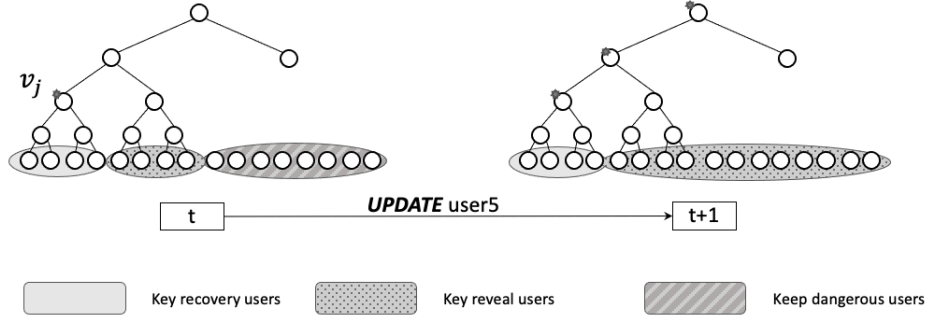 v_j
UPDATE user5
t
t+1
Key recovery users
Key reveal users
Keep dangerous users